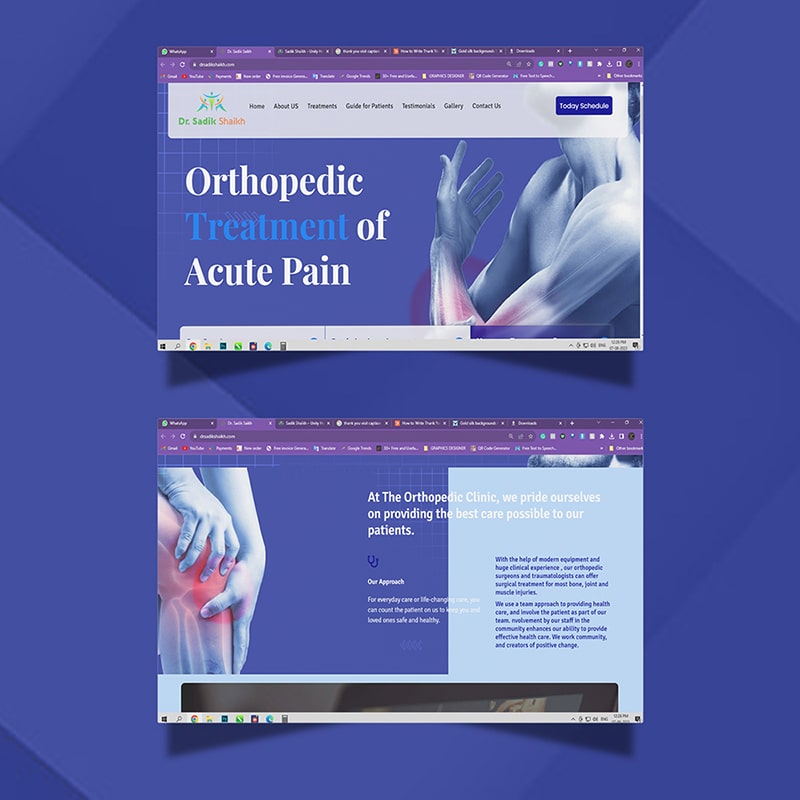 WhatsApp
Dr. Sadik Saikh
Sadik Shaikh - Unity H
thank you visit caption
How to Write Thank Y
Gold silk backgrounds
Downloads
drsadikshaikh.com
Gmail
YouTube
Payments
New order
Free invoice Genera...
Translate
Google Trends
30+ Free and Usefu...
GRAPHICS DESIGNER
QR Code Generator
Free Text to Speech...
Other bookmarks
Dr. Sadik Shaikh
Home
About US
Treatments
Guide for Patients
Testimonials
Gallery
Contact Us
Today Schedule
Orthopedic
Treatment of
Acute Pain
ENG
WhatsApp
Dr. Sadik Saikh
Sadik Shaikh - Unity H
thank you visit caption
How to Write Thank Y
Gold silk backgrounds
Downloads
drsadikshaikh.com
Gmail
YouTube
Payments
New order
Free invoice Genera...
Translate
Google Trends
30+ Free and Usefu...
GRAPHICS DESIGNER
QR Code Generator
Free Text to Speech...
Other bookmarks
At The Orthopedic Clinic, we pride ourselves
on providing the best care possible to our
patients.
Our Approach
For everyday care or life-changing care, you
can count the patient on us to keep you and
loved ones safe and healthy.
With the help of modern equipment and
huge clinical experience , our orthopedic
surgeons and traumatologists can offer
surgical treatment for most bone, joint and
muscle injuries.
We use a team approach to providing health
care, and involve the patient as part of our
team. nvolvement by our staff in the
community enhances our ability to provide
effective health care. We work community,
and creators of positive change.
ENG